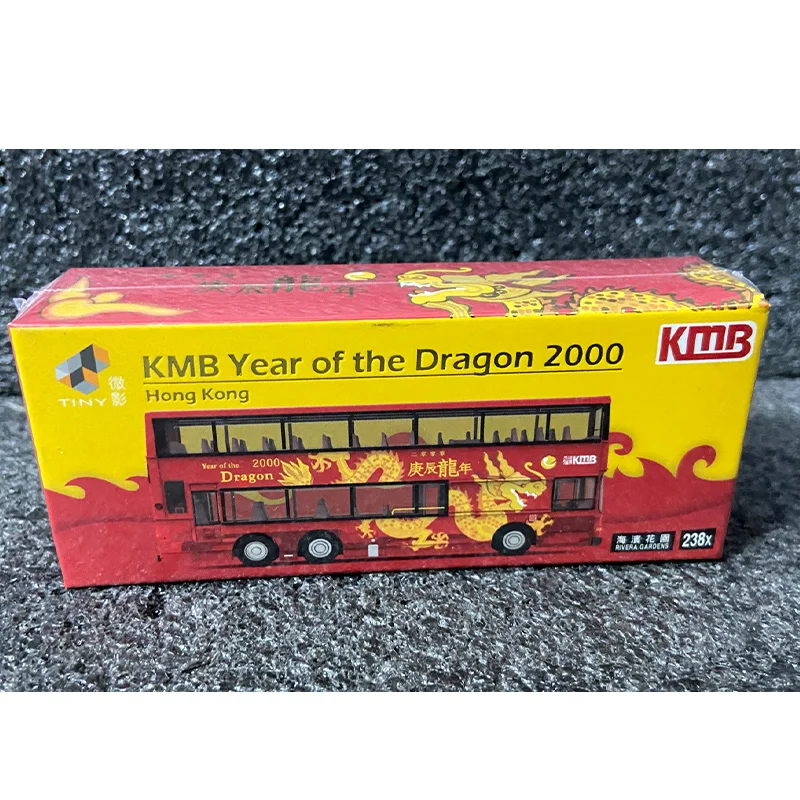 庚辰龍年
KMB Year of the Dragon 2000
KMB
TINY 微影
Hong Kong
二零零零
Year of the 2000
Dragon
庚辰龍年
KMB
海濱花園
RIVIERA GARDENS
238x